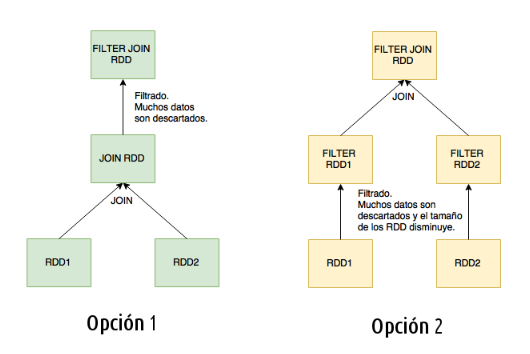 FILTER JOIN
RDD
Filtrado.
Muchos datos
son descartados.
JOIN RDD
JOIN
RDD1
RDD2
Opción 1
FILTER JOIN
RDD
JOIN
FILTER
RDD1
FILTER
RDD2
Filtrado.
Muchos datos son
descartados y el tamaño
de los RDD disminuye.
RDD1
RDD2
Opción 2